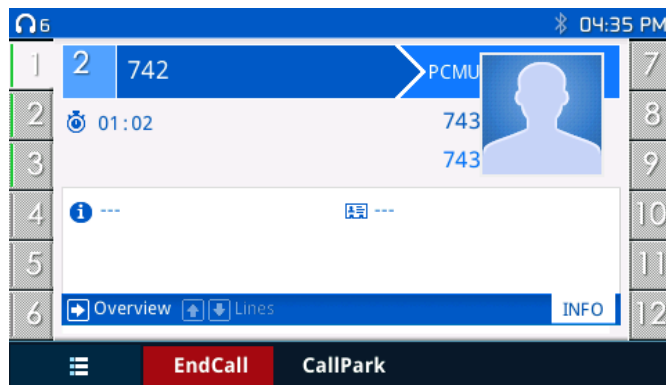 6 04:35 PM
1 2 742 PCMU 7
2 01:02 743 8
3 743 9
4 --- --- 10
5 11
6 Overview Lines INFO 12
EndCall CallPark